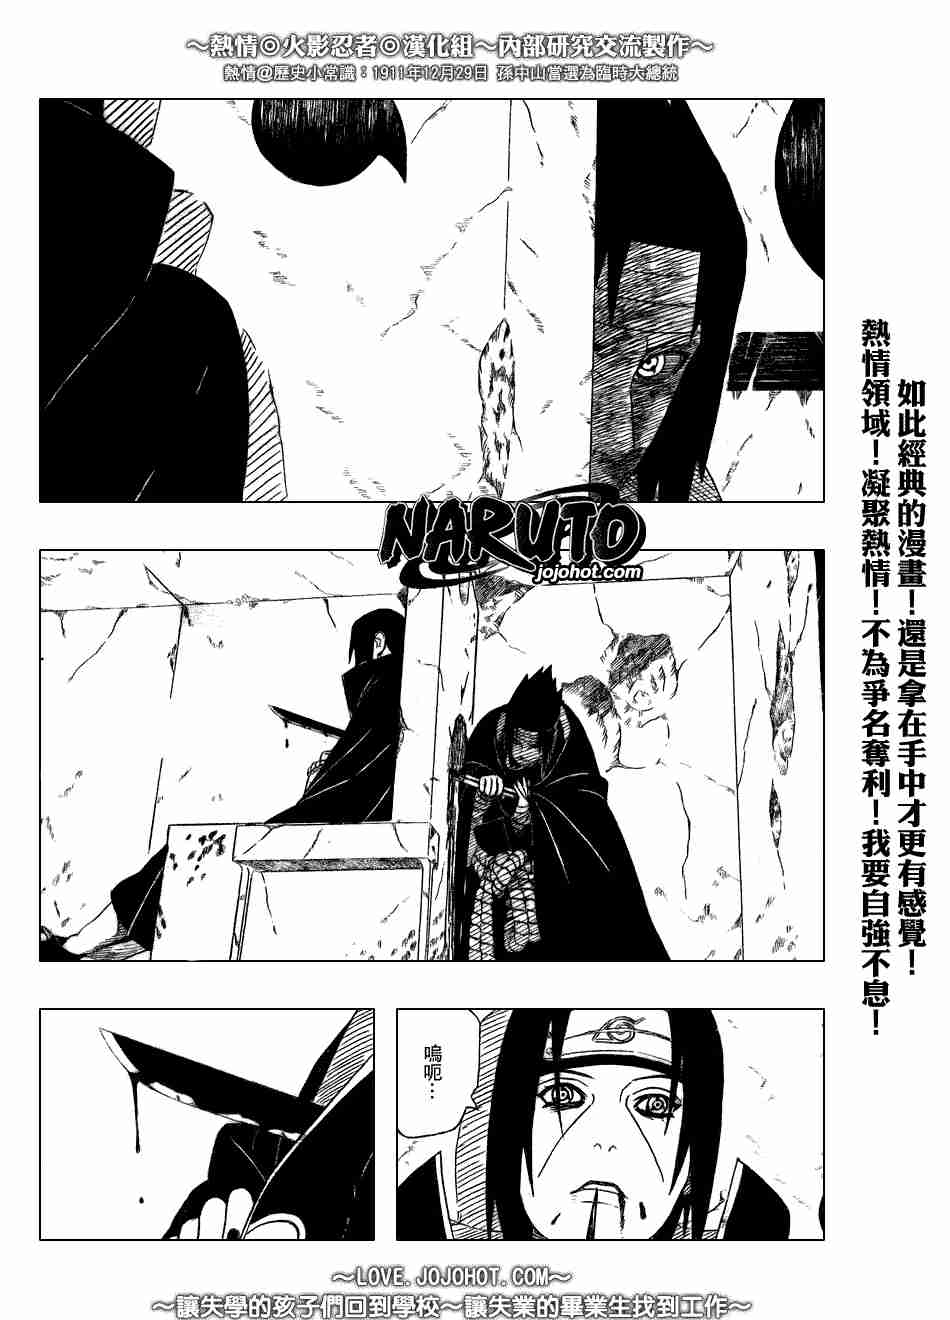 ～熱情◎火影忍者◎漢化組～內部研究交流製作～
熱情@歷史小常識：1911年12月29日 孫中山當選為臨時大總統
NARUTO
jojohot.com
如此經典的漫畫！還是拿在手中才更有感覺！
熱情領域！凝聚熱情！不為爭名奪利！我要自強不息！
嗚呃…
～LOVE.JOJOHOT.COM～
～讓失學的孩子們回到學校～讓失業的畢業生找到工作～